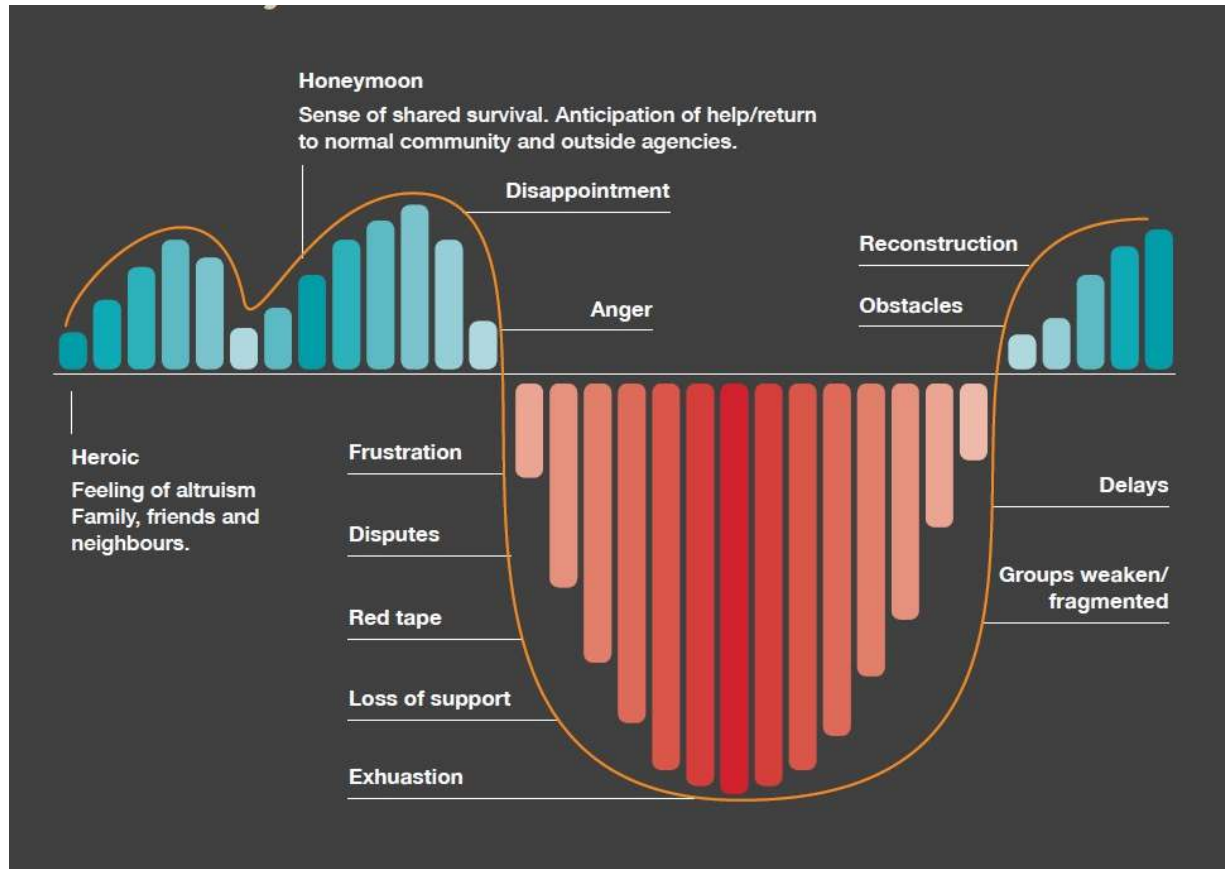 Honeymoon
Sense of shared survival. Anticipation of help/return
to normal community and outside agencies.
Disappointment
Anger
Reconstruction
Obstacles
Heroic
Feeling of altruism
Family, friends and
neighbours.
Frustration
Disputes
Red tape
Loss of support
Exhuastion
Delays
Groups weaken/
fragmented